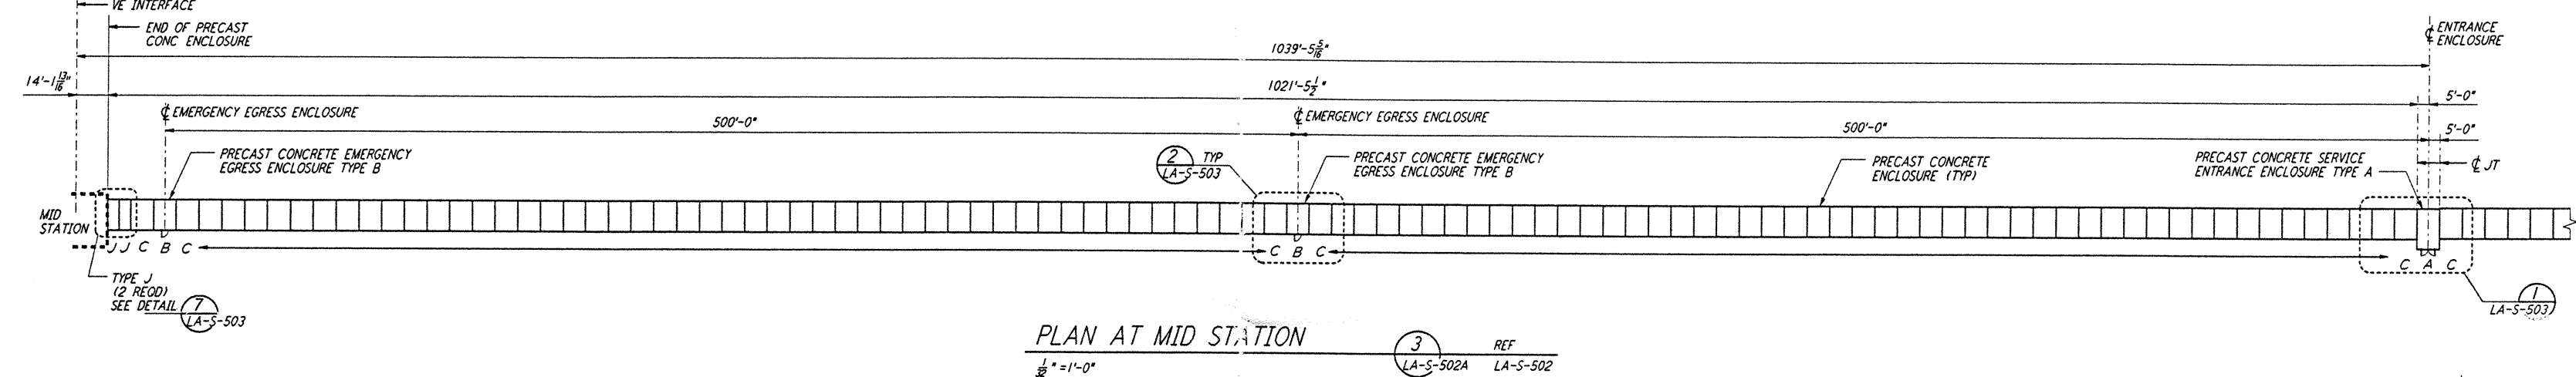 VE INTERFACE
END OF PRECAST
CONC ENCLOSURE
℄ ENTRANCE
ENCLOSURE
1039'-5 5/16"
14'-1 13/16"
1021'-5 1/2"
5'-0"
℄ EMERGENCY EGRESS ENCLOSURE
℄ EMERGENCY EGRESS ENCLOSURE
500'-0"
500'-0"
5'-0"
PRECAST CONCRETE EMERGENCY
EGRESS ENCLOSURE TYPE B
2 TYP
LA-S-503
PRECAST CONCRETE EMERGENCY
EGRESS ENCLOSURE TYPE B
PRECAST CONCRETE
ENCLOSURE (TYP)
PRECAST CONCRETE SERVICE
ENTRANCE ENCLOSURE TYPE A
℄ JT
MID
STATION
J J C B C
C B C
C A C
TYPE J
(2 REQD)
SEE DETAIL 7
LA-S-503
1
LA-S-503
PLAN AT MID STATION
1/32" =1'-0"
3
LA-S-502A
REF
LA-S-502